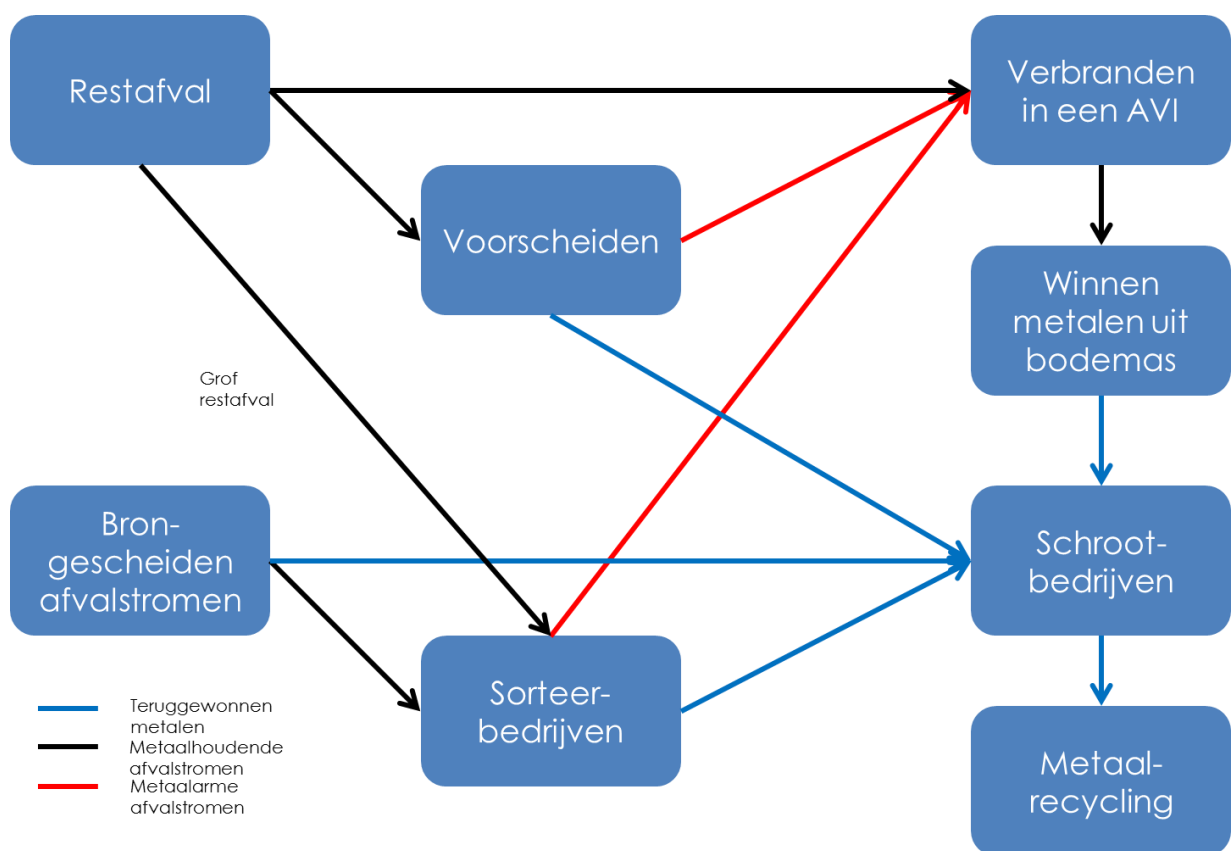 Restafval
Verbranden
in een AVI
Voorscheiden
Winnen
metalen uit
bodemas
Grof
restafval
Bron-
gescheiden
afvalstromen
Schroot-
bedrijven
Sorteer-
bedrijven
Metaal-
recycling
Teruggewonnen
metalen
Metaalhoudende
afvalstromen
Metaalarme
afvalstromen